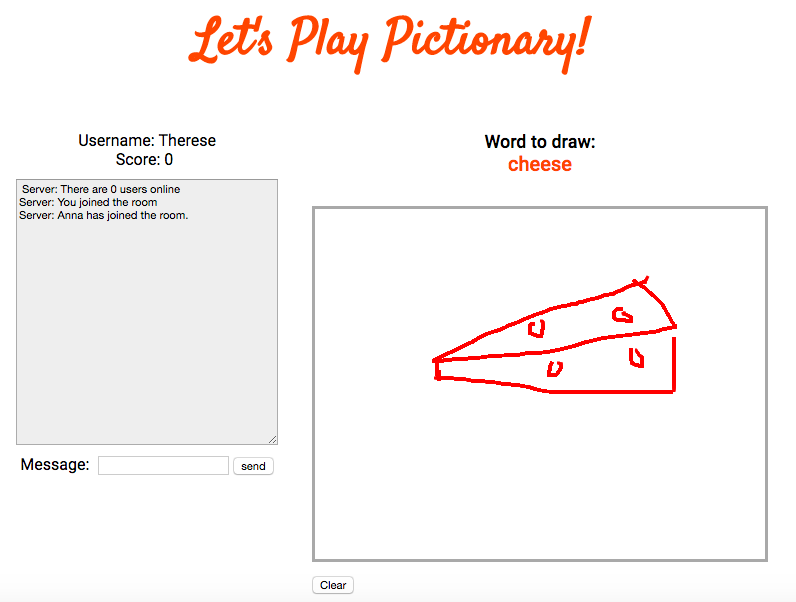 Let's Play Pictionary!
Username: Therese
Score: 0
Server: There are 0 users online
Server: You joined the room
Server: Anna has joined the room.
Message:
send
Word to draw:
cheese
Clear